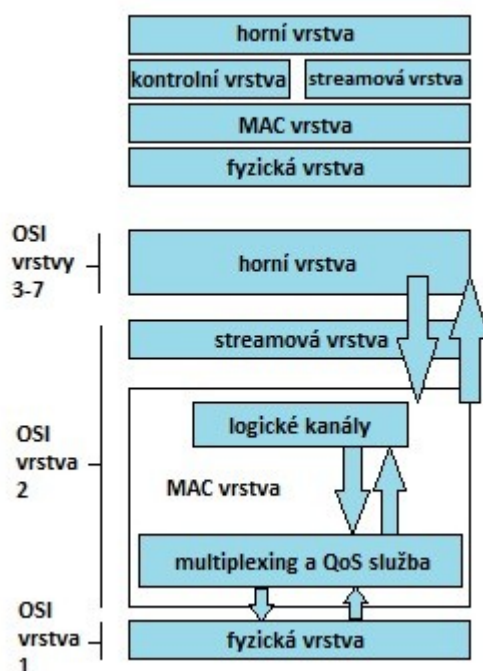 horní vrstva
kontrolní vrstva
streamová vrstva
MAC vrstva
fyzická vrstva
OSI
vrstvy
3-7
horní vrstva
streamová vrstva
OSI
vrstva
2
logické kanály
MAC vrstva
multiplexing a QoS služba
OSI
vrstva
1
fyzická vrstva